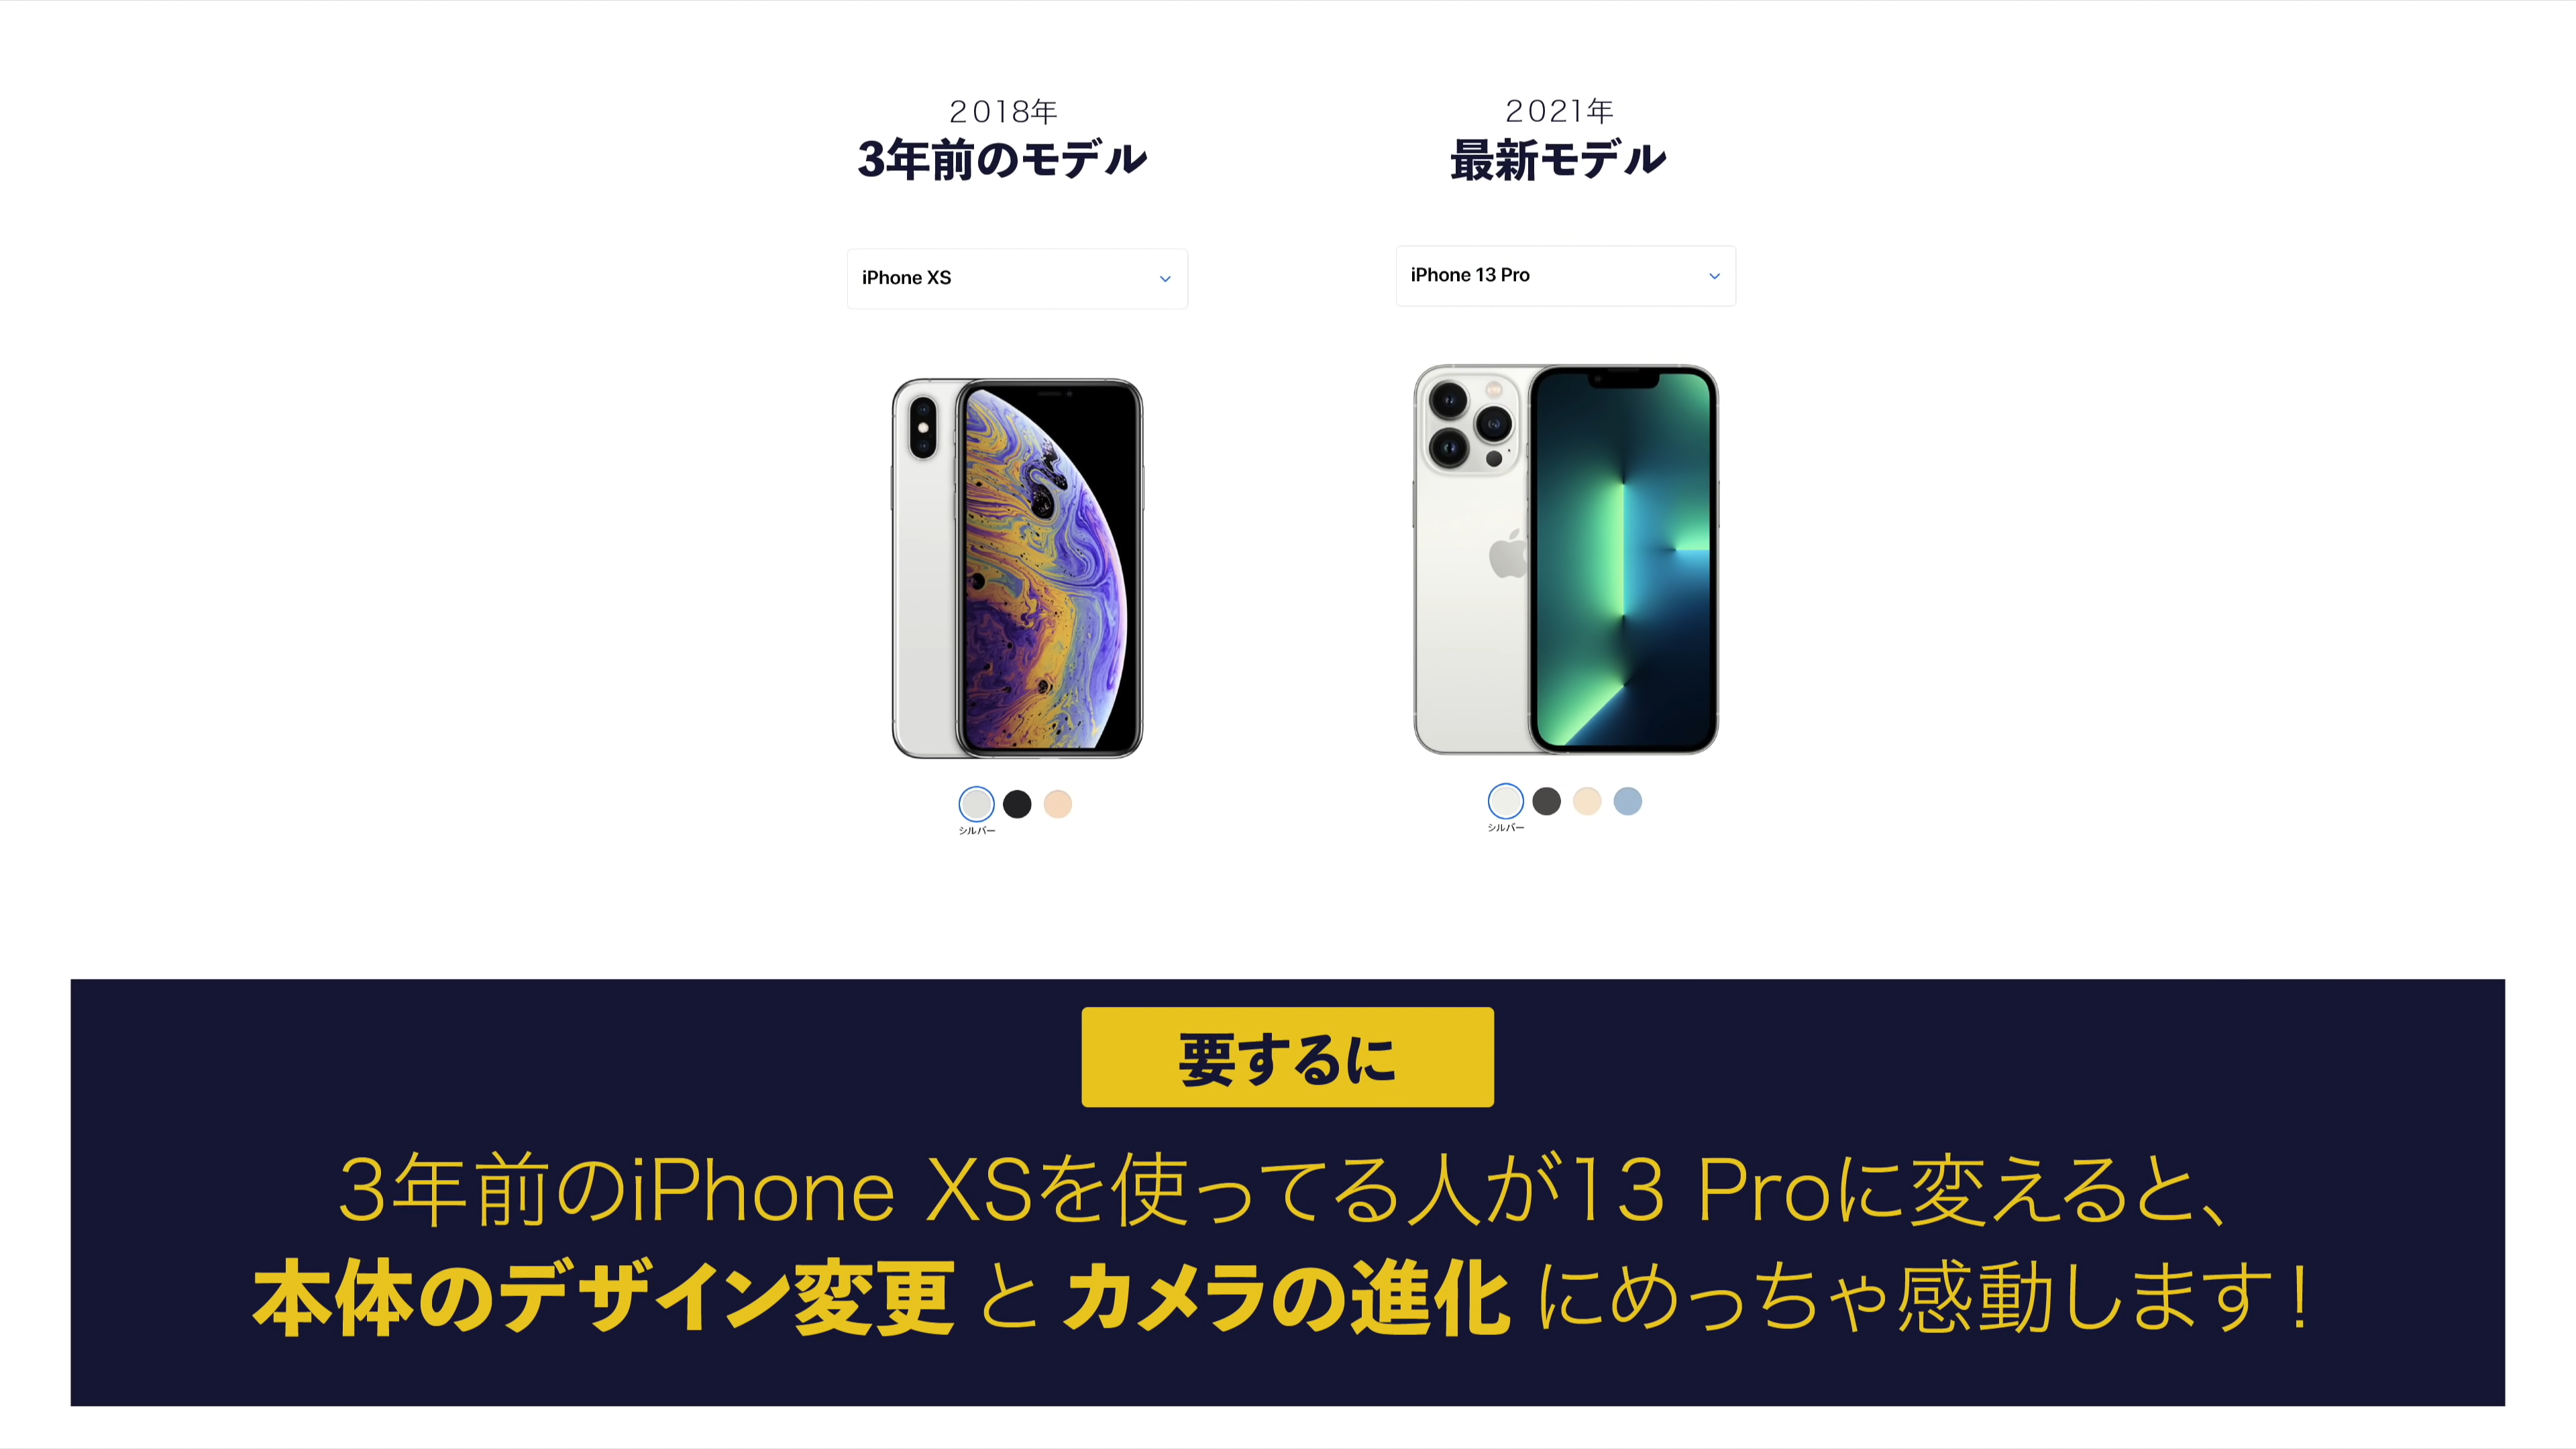 2018年
3年前のモデル
2021年
最新モデル
iPhone XS
iPhone 13 Pro
シルバー
シルバー
要するに
3年前のiPhone XSを使ってる人が13 Proに変えると、
本体のデザイン変更 と カメラの進化 にめっちゃ感動します！